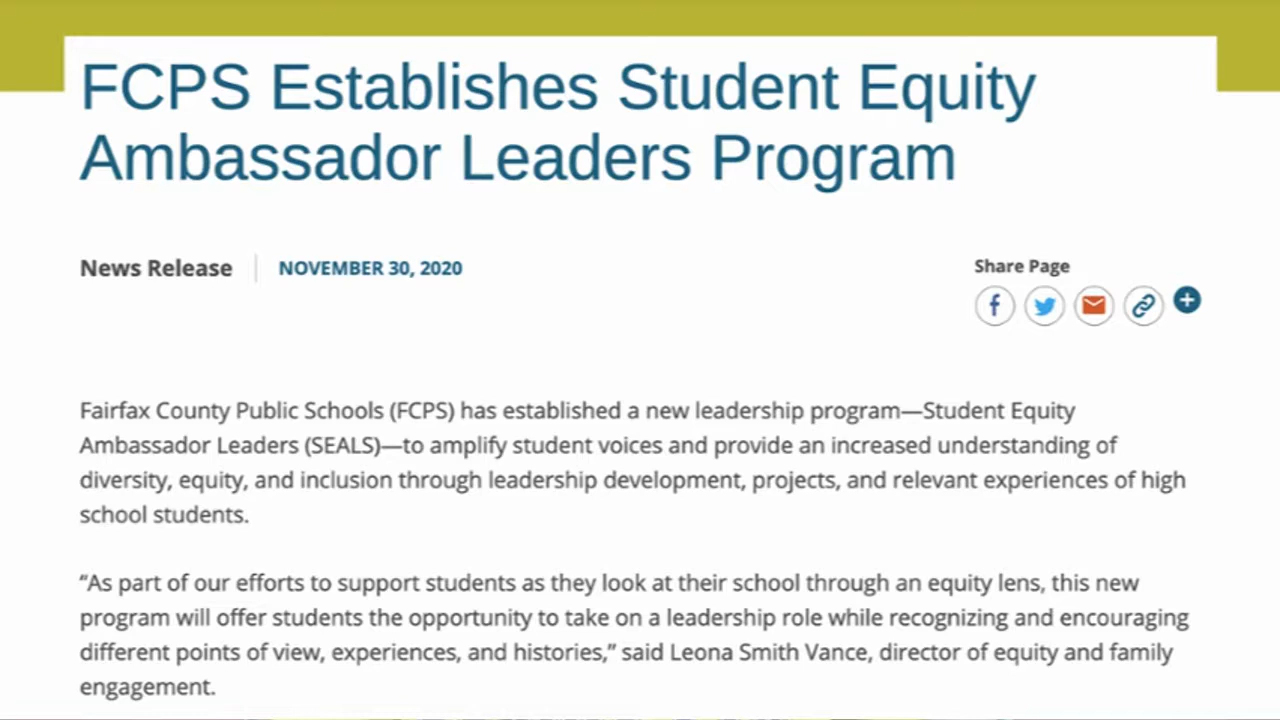 FCPS Establishes Student Equity
Ambassador Leaders Program
News Release
NOVEMBER 30, 2020
Share Page
Fairfax County Public Schools (FCPS) has established a new leadership program—Student Equity
Ambassador Leaders (SEALS)—to amplify student voices and provide an increased understanding of
diversity, equity, and inclusion through leadership development, projects, and relevant experiences of high
school students.
“As part of our efforts to support students as they look at their school through an equity lens, this new
program will offer students the opportunity to take on a leadership role while recognizing and encouraging
different points of view, experiences, and histories,” said Leona Smith Vance, director of equity and family
engagement.